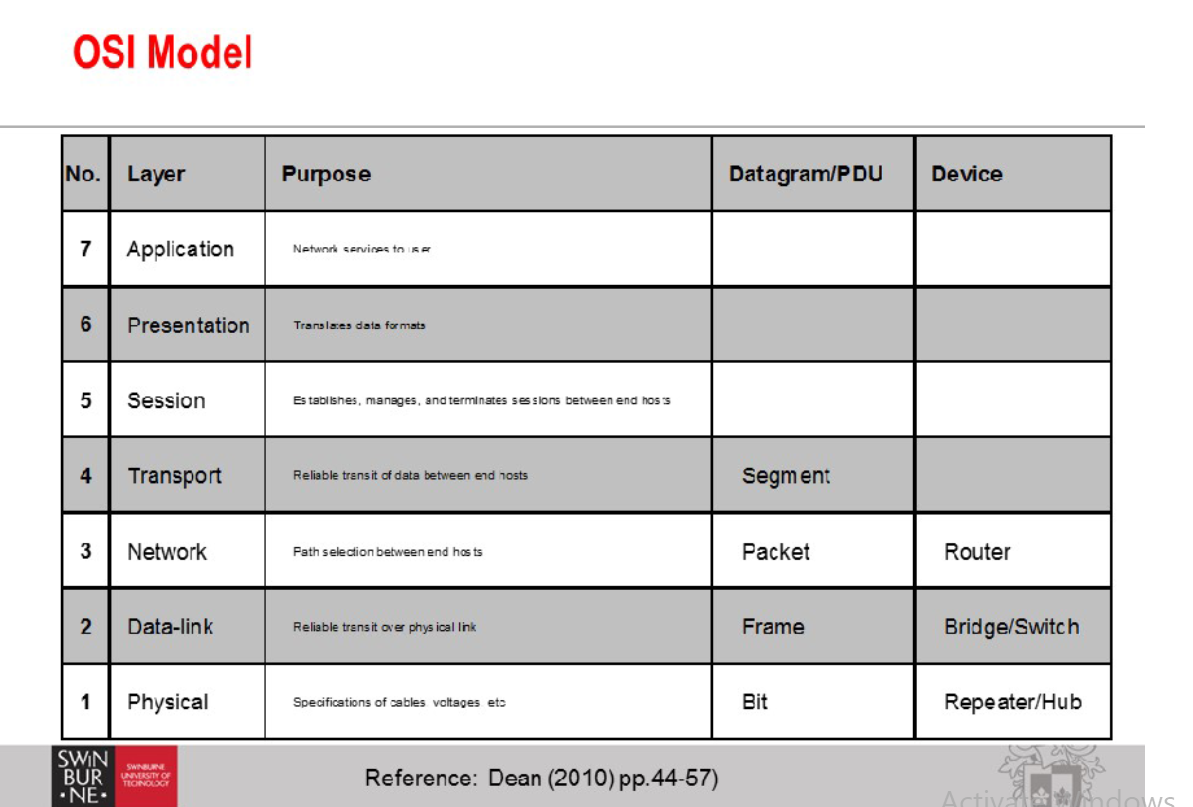 OSI Model
No. Layer Purpose Datagram/PDU Device
7 Application Network services to user
6 Presentation Translates data formats
5 Session Establishes, manages, and terminates sessions between end hosts
4 Transport Reliable transit of data between end hosts Segment
3 Network Path selection between end hosts Packet Router
2 Data-link Reliable transit over physical link Frame Bridge/Switch
1 Physical Specifications of cables voltages etc Bit Repeater/Hub
SWIN
BUR
•NE•
SWINBURNE
UNIVERSITY OF
TECHNOLOGY
Reference: Dean (2010) pp.44-57)